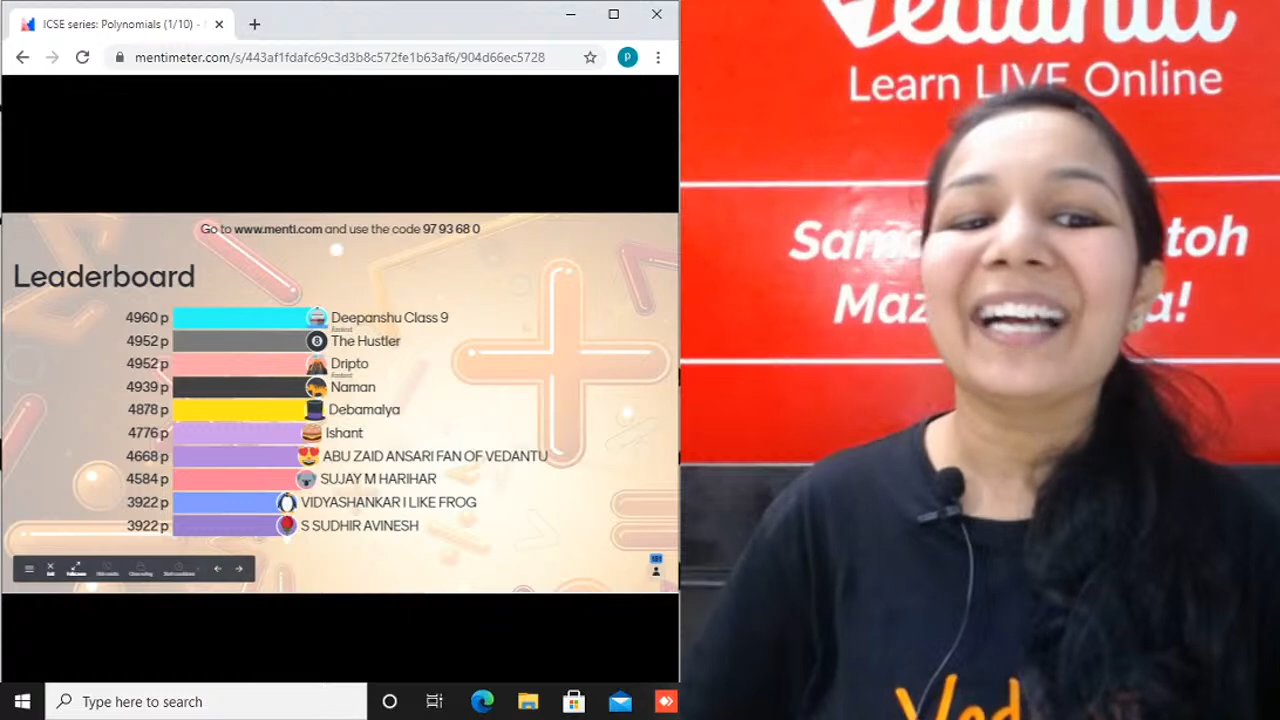 ICSE series: Polynomials (1/10) -
mentimeter.com/s/443af1fdafc69c3d3b8c572fe1b63af6/904d66ec5728
p
Go to www.menti.com and use the code 97 93 68 0
Leaderboard
4960 p Deepanshu Class 9
4952 p The Hustler
4952 p Dripto
4939 p Naman
4878 p Debamalya
4776 p Ishant
4668 p ABU ZAID ANSARI FAN OF VEDANTU
4584 p SUJAY M HARIHAR
3922 p VIDYASHANKAR I LIKE FROG
3922 p S SUDHIR AVINESH
Type here to search
Learn LIVE Online
toh
a!